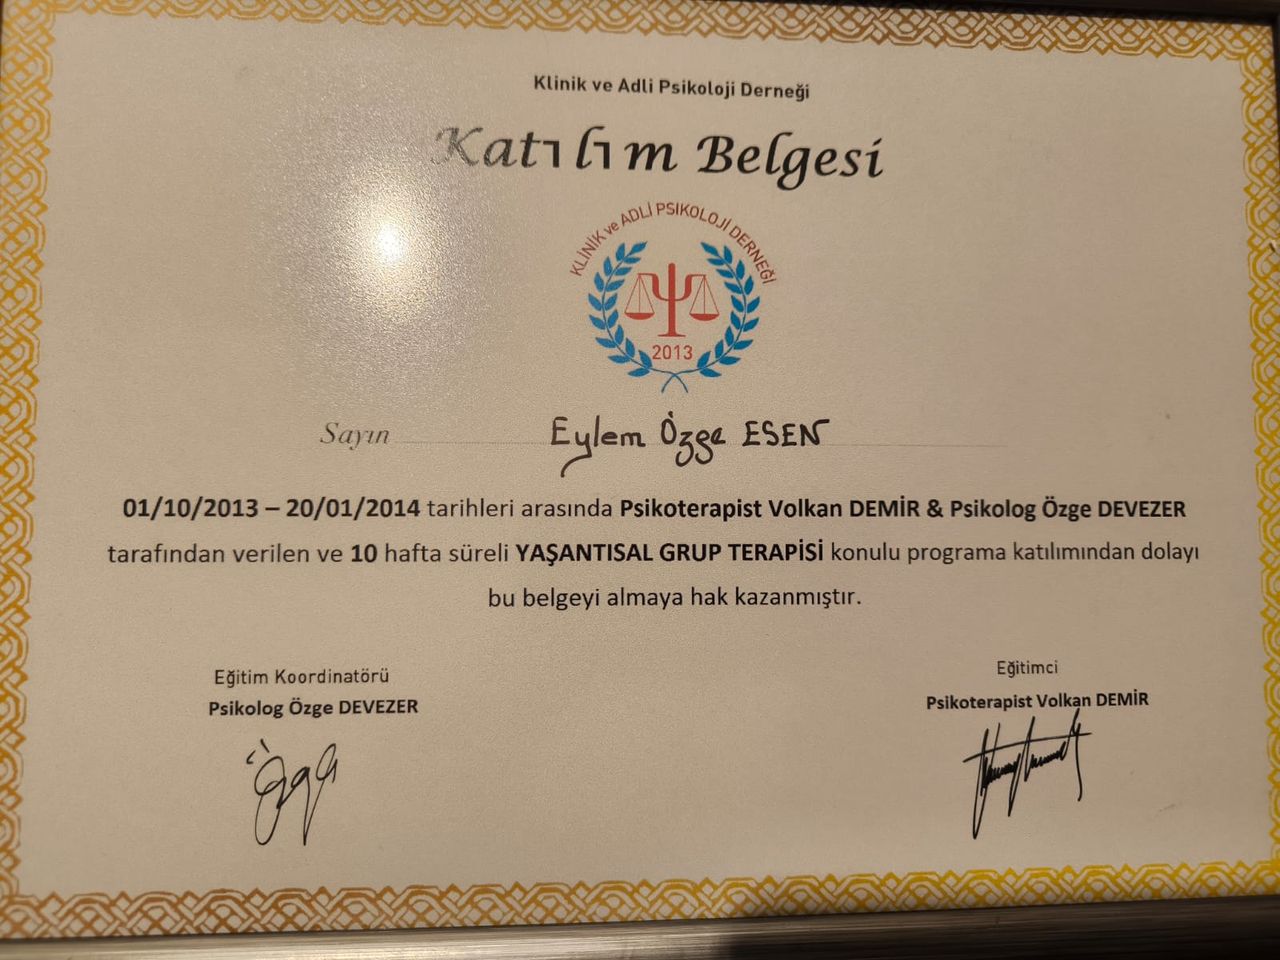 Klinik ve Adli Psikoloji Derneği
Katılım Belgesi
KLİNİK ve ADLİ PSIKOLOJİ DERNEĞİ
2013
Sayın Eylem Özge ESEN
01/10/2013 – 20/01/2014 tarihleri arasında Psikoterapist Volkan DEMİR & Psikolog Özge DEVEZER
tarafından verilen ve 10 hafta süreli YAŞANTISAL GRUP TERAPİSİ konulu programa katılımından dolayı
bu belgeyi almaya hak kazanmıştır.
Eğitim Koordinatörü
Psikolog Özge DEVEZER
Özge
Eğitimci
Psikoterapist Volkan DEMİR